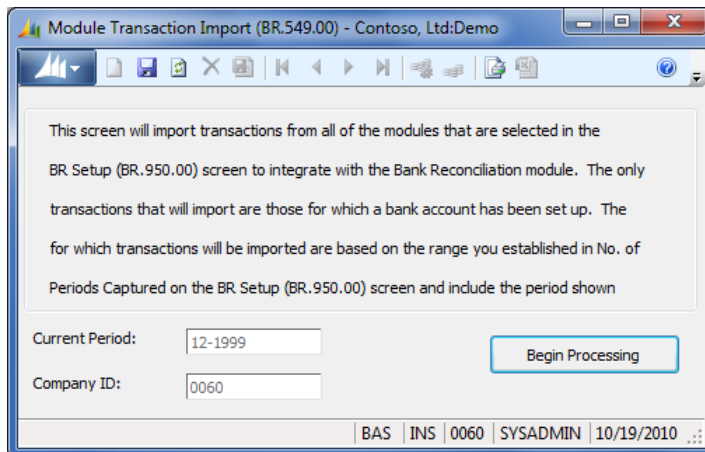 Module Transaction Import (BR.549.00) - Contoso, Ltd:Demo
This screen will import transactions from all of the modules that are selected in the
BR Setup (BR.950.00) screen to integrate with the Bank Reconciliation module. The only
transactions that will import are those for which a bank account has been set up. The
for which transactions will be imported are based on the range you established in No. of
Periods Captured on the BR Setup (BR.950.00) screen and include the period shown
Current Period: 12-1999
Begin Processing
Company ID: 0060
BAS INS 0060 SYSADMIN 10/19/2010